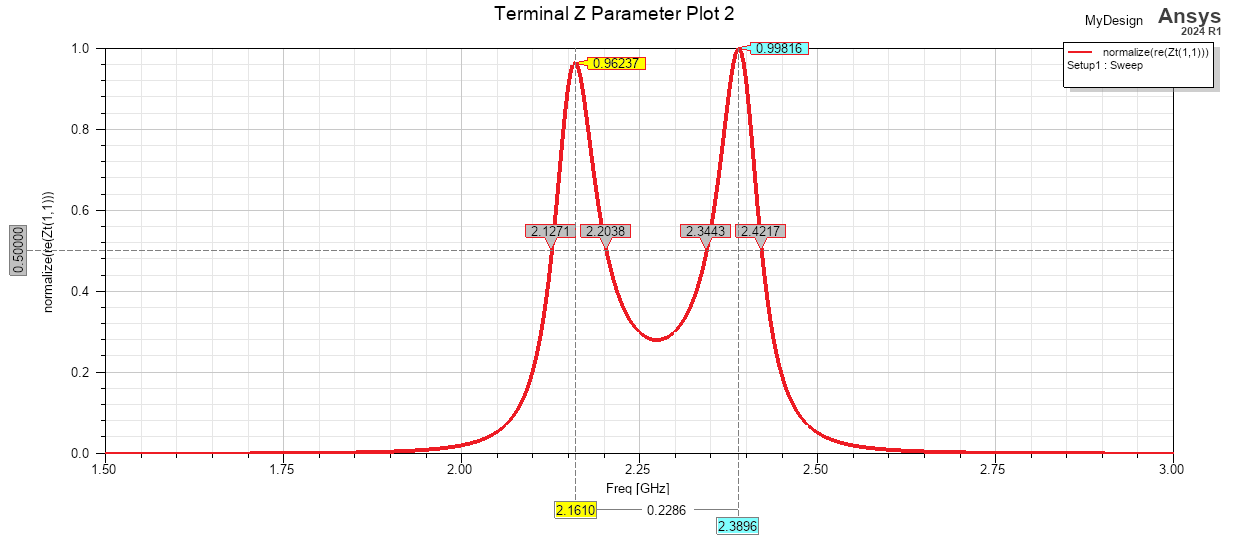 Terminal Z Parameter Plot 2
MyDesign
Ansys
2024 R1
normalize(re(Zt(1,1)))
Setup1 : Sweep
normalize(re(Zt(1,1)))
1.0
0.8
0.6
0.4
0.2
0.0
0.50000
0.96237
0.99816
2.1271
2.2038
2.3443
2.4217
1.50
1.75
2.00
2.25
2.50
2.75
3.00
Freq [GHz]
2.1610
0.2286
2.3896